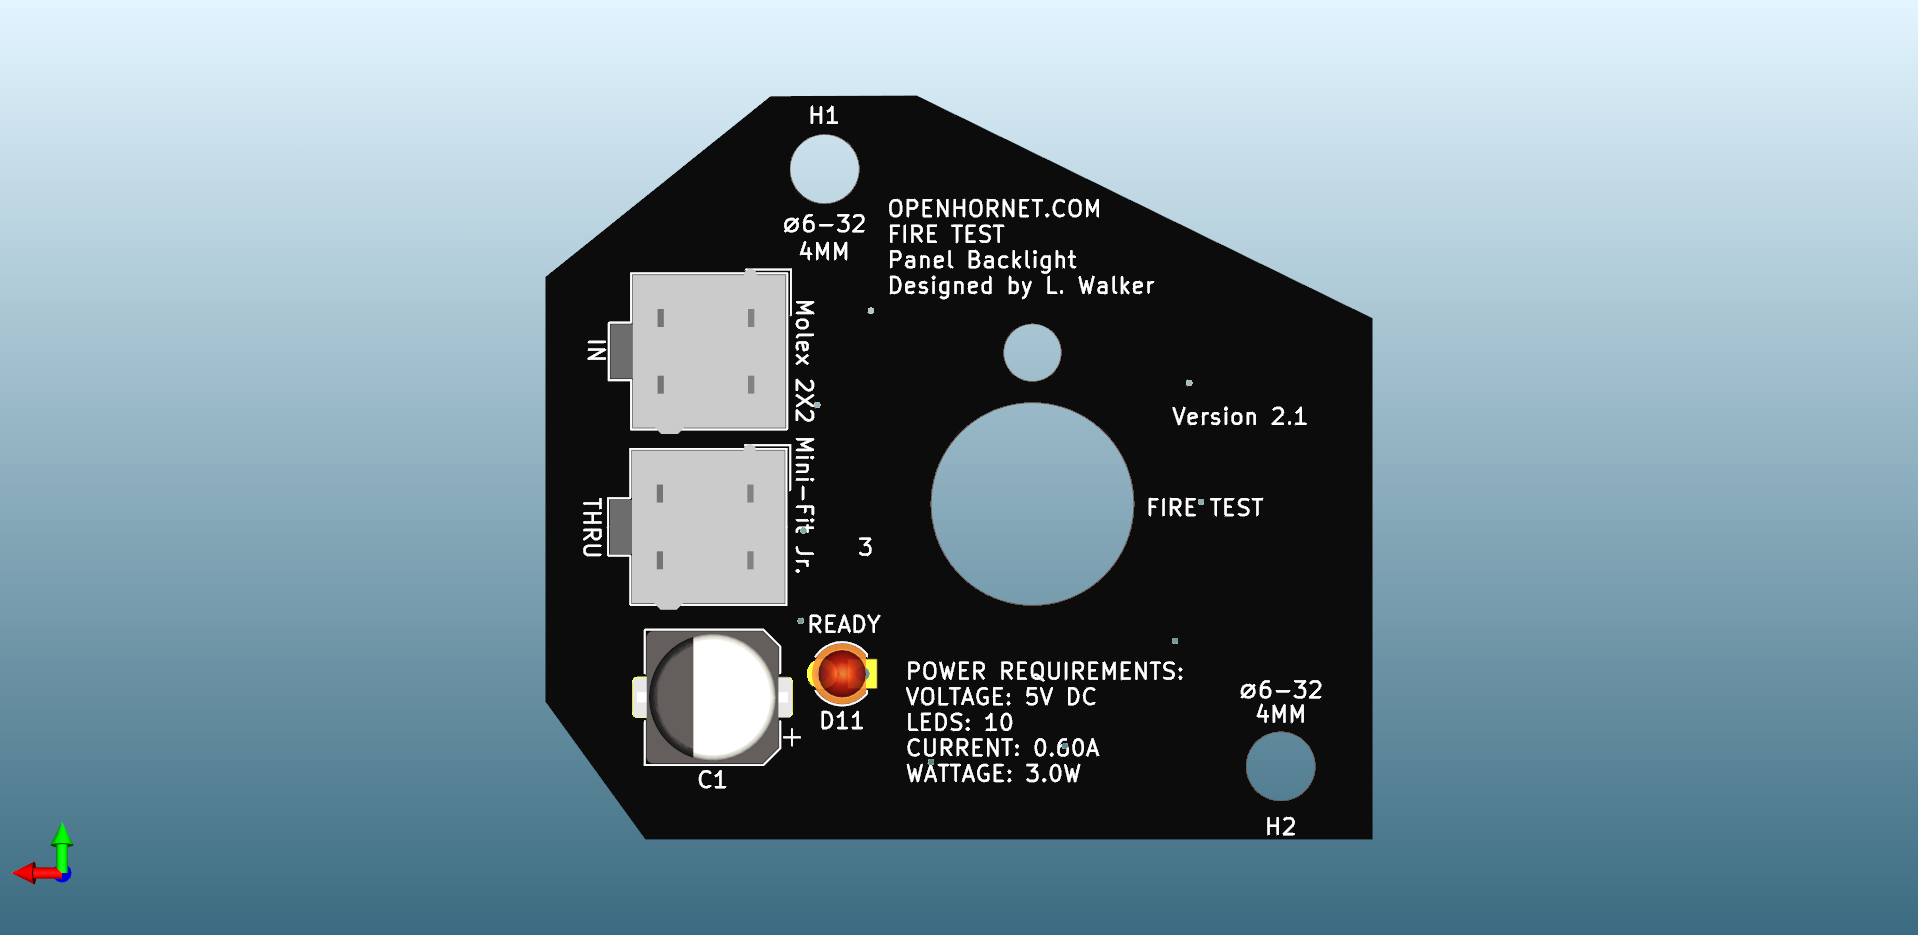 H1
ø6-32
4MM
OPENHORNET.COM
FIRE TEST
Panel Backlight
Designed by L. Walker
IN
Molex 2X2 Mini-Fit Jr.
THRU
Version 2.1
FIRE TEST
3
READY
D11
+
C1
POWER REQUIREMENTS:
VOLTAGE: 5V DC
LEDS: 10
CURRENT: 0.60A
WATTAGE: 3.0W
ø6-32
4MM
H2